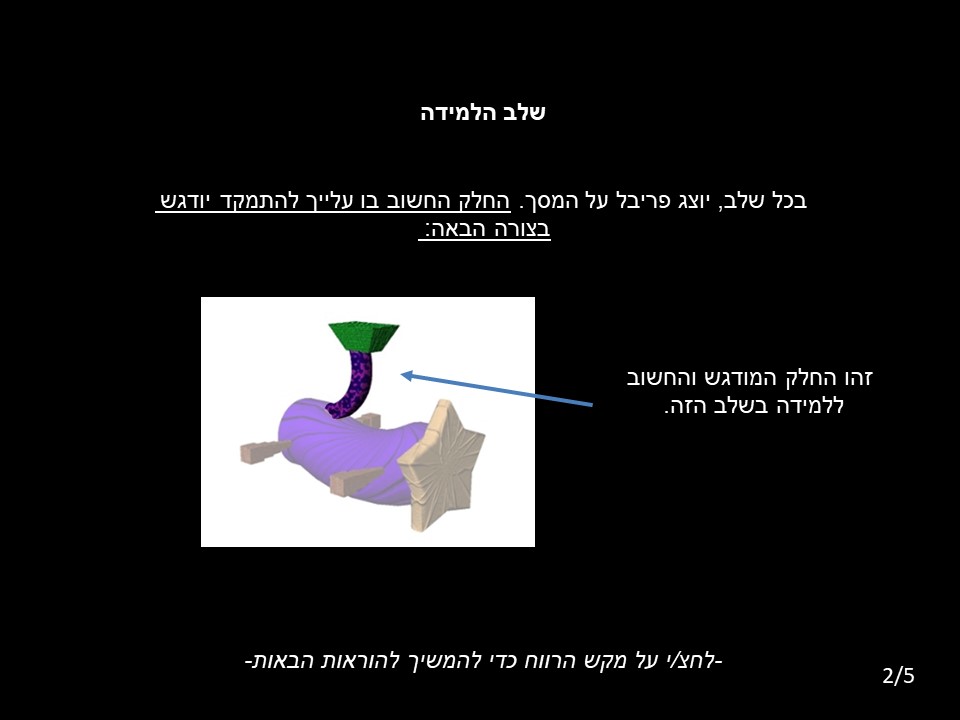 שלב הלמידה
בכל שלב, יוצג פריבל על המסך. החלק החשוב בו עלייך להתמקד יודגש
בצורה הבאה:
זהו החלק המודגש והחשוב
ללמידה בשלב הזה.
-לחצ/י על מקש הרווח כדי להמשיך להוראות הבאות-
2/5